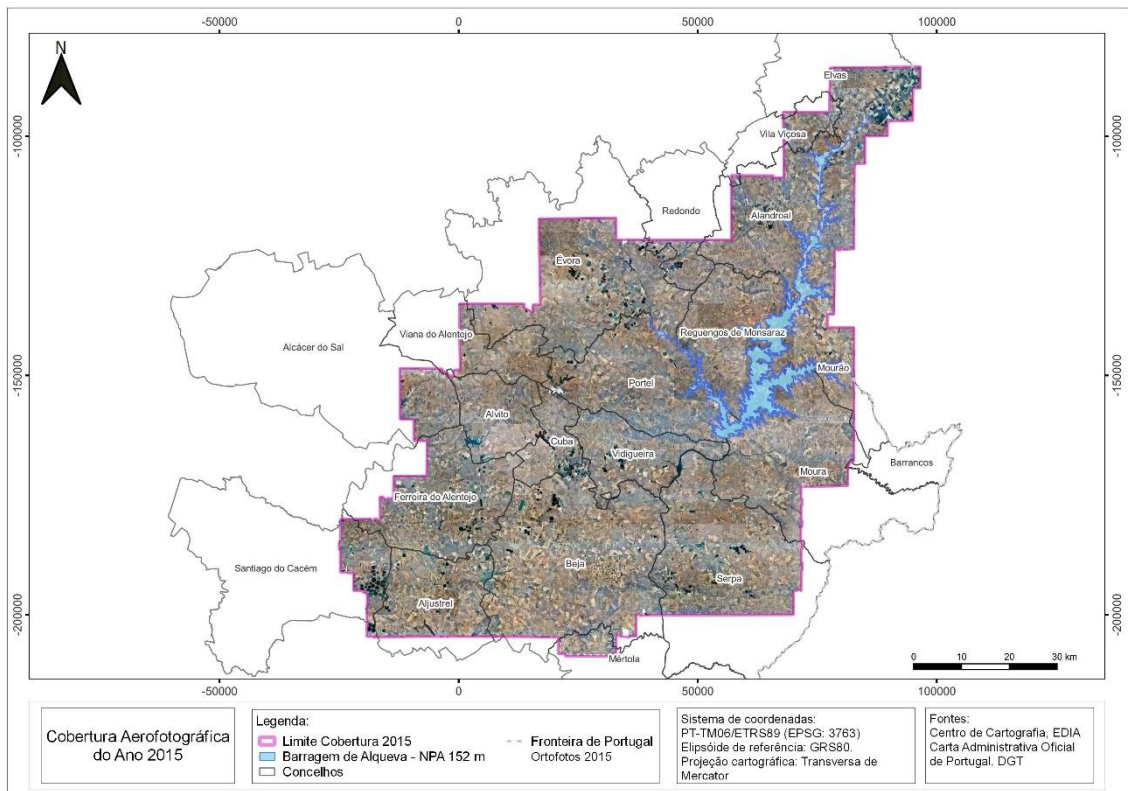 -50000
0
50000
100000
N
-100000
-100000
-150000
-150000
-200000
-200000
Elvas
Vila Viçosa
Redondo
Alandroal
Évora
Reguengos de Monsaraz
Viana do Alentejo
Alcácer do Sal
Mourão
Portel
Alvito
Cuba
Vidigueira
Moura
Barrancos
Ferreira do Alentejo
Santiago do Cacém
Beja
Serpa
Aljustrel
Mértola
0 10 20 30 km
-50000
0
50000
100000
Cobertura Aerofotográfica
do Ano 2015
Legenda:
Limite Cobertura 2015
Barragem de Alqueva - NPA 152 m
Concelhos
Fronteira de Portugal
Ortofotos 2015
Sistema de coordenadas:
PT-TM06/ETRS89 (EPSG: 3763)
Elipsóide de referência: GRS80.
Projeção cartográfica: Transversa de
Mercator
Fontes:
Centro de Cartografia, EDIA
Carta Administrativa Oficial
de Portugal, DGT